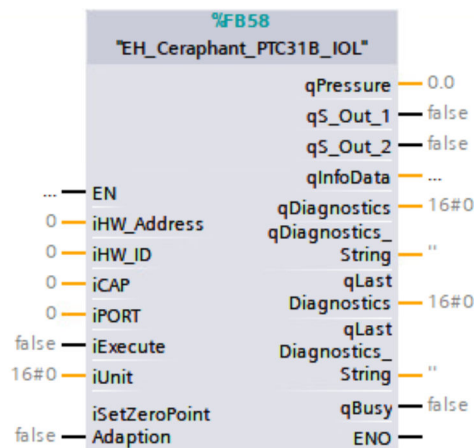 %FB58
"EH_Ceraphant_PTC31B_IOL"
qPressure 0.0
qS_Out_1 false
qS_Out_2 false
qInfoData ...
... EN
qDiagnostics 16#0
0 iHW_Address
qDiagnostics_
String ''
0 iHW_ID
qLast
Diagnostics 16#0
0 iCAP
0 iPORT
qLast
Diagnostics_
String ''
false iExecute
16#0 iUnit
qBusy false
iSetZeroPoint
false Adaption
ENO